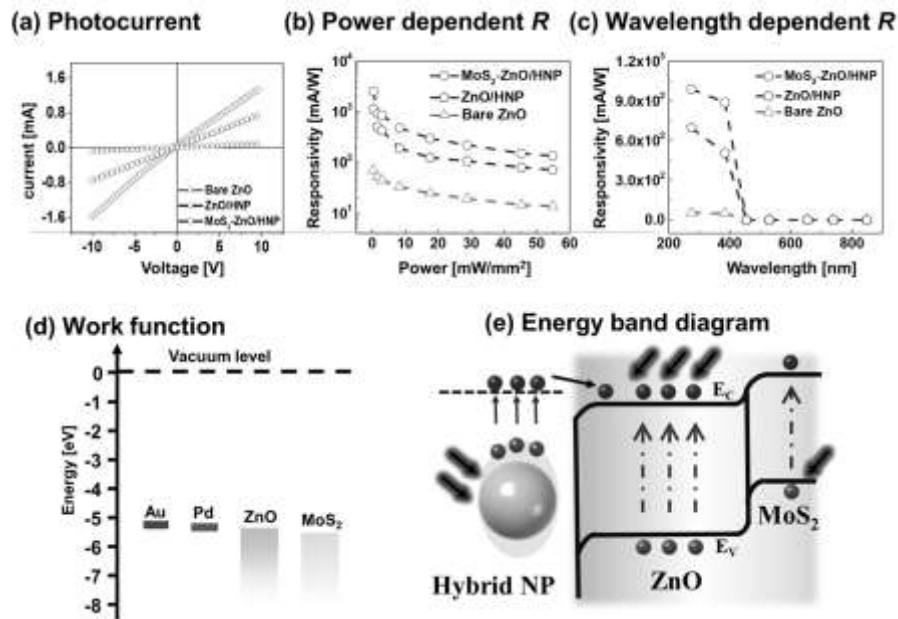 (a) Photocurrent
current [mA]
1.6
0.8
0.0
-0.8
-1.6
-10
-5
0
5
10
Voltage [V]
Bare ZnO
ZnO/HNP
MoS₂-ZnO/HNP
(b) Power dependent R
Responsivity [mA/W]
10⁴
10³
10²
10¹
0
10
20
30
40
50
60
Power [mW/mm²]
MoS₂-ZnO/HNP
ZnO/HNP
Bare ZnO
(c) Wavelength dependent R
Responsivity [mA/W]
1.2x10³
9.0x10²
6.0x10²
3.0x10²
0.0
200
400
600
800
Wavelength [nm]
MoS₂-ZnO/HNP
ZnO/HNP
Bare ZnO
(d) Work function
Vacuum level
Energy [eV]
0
-1
-2
-3
-4
-5
-6
-7
-8
Au
Pd
ZnO
MoS₂
(e) Energy band diagram
E_C
E_V
MoS₂
Hybrid NP
ZnO